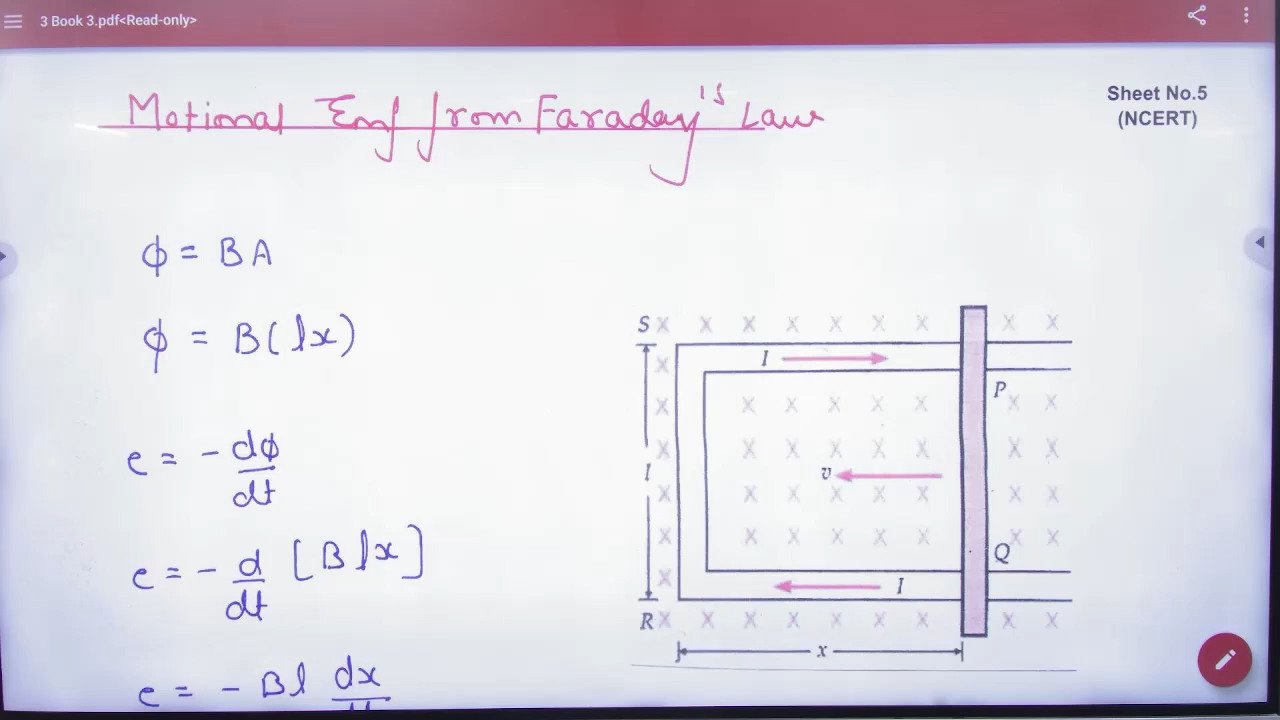 3 Book 3.pdf<Read-only>
Motional Emf from Faraday's Law
Sheet No.5
(NCERT)
ϕ = BA
ϕ = B(lx)
e = - dϕ/dt
e = - d/dt [Blx]
e = - Bl dx
S
I
P
l
v
Q
I
R
x